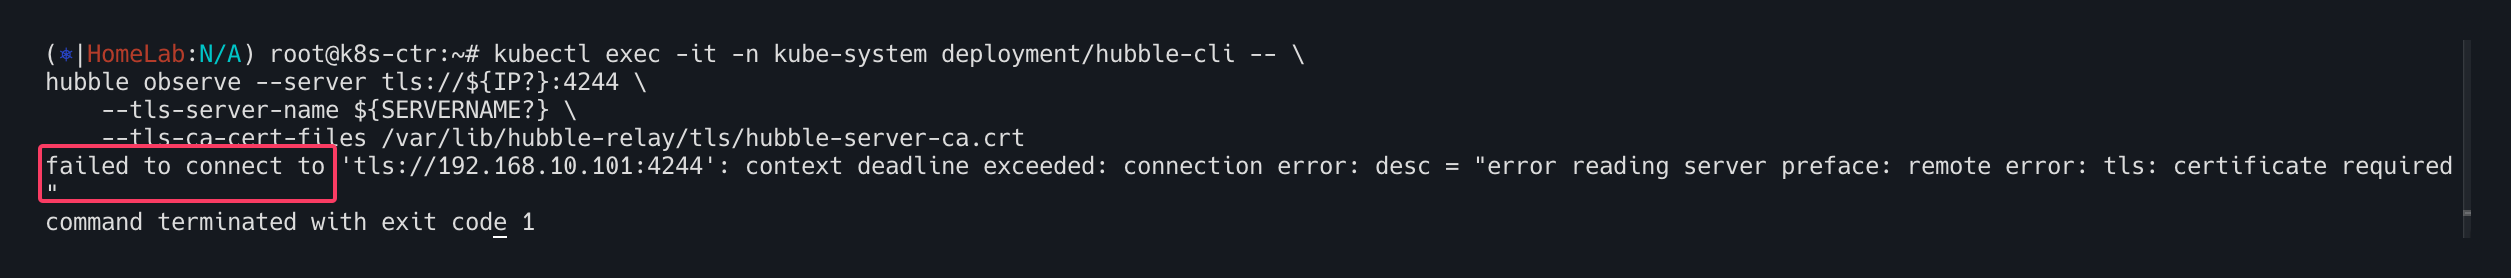 (⎈|HomeLab:N/A) root@k8s-ctr:~# kubectl exec -it -n kube-system deployment/hubble-cli -- \
hubble observe --server tls://${IP?}:4244 \
    --tls-server-name ${SERVERNAME?} \
    --tls-ca-cert-files /var/lib/hubble-relay/tls/hubble-server-ca.crt
failed to connect to 'tls://192.168.10.101:4244': context deadline exceeded: connection error: desc = "error reading server preface: remote error: tls: certificate required
"
command terminated with exit code 1